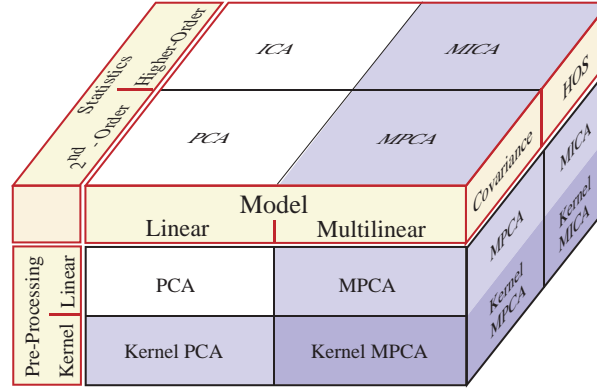 Statistics
2nd - Order Higher-Order
ICA
MICA
PCA
MPCA
HOS
Covariance
Model
Linear
Multilinear
MICA
Kernel
MICA
MPCA
Kernel
MPCA
Pre-Processing
Kernel Linear
PCA
MPCA
Kernel PCA
Kernel MPCA